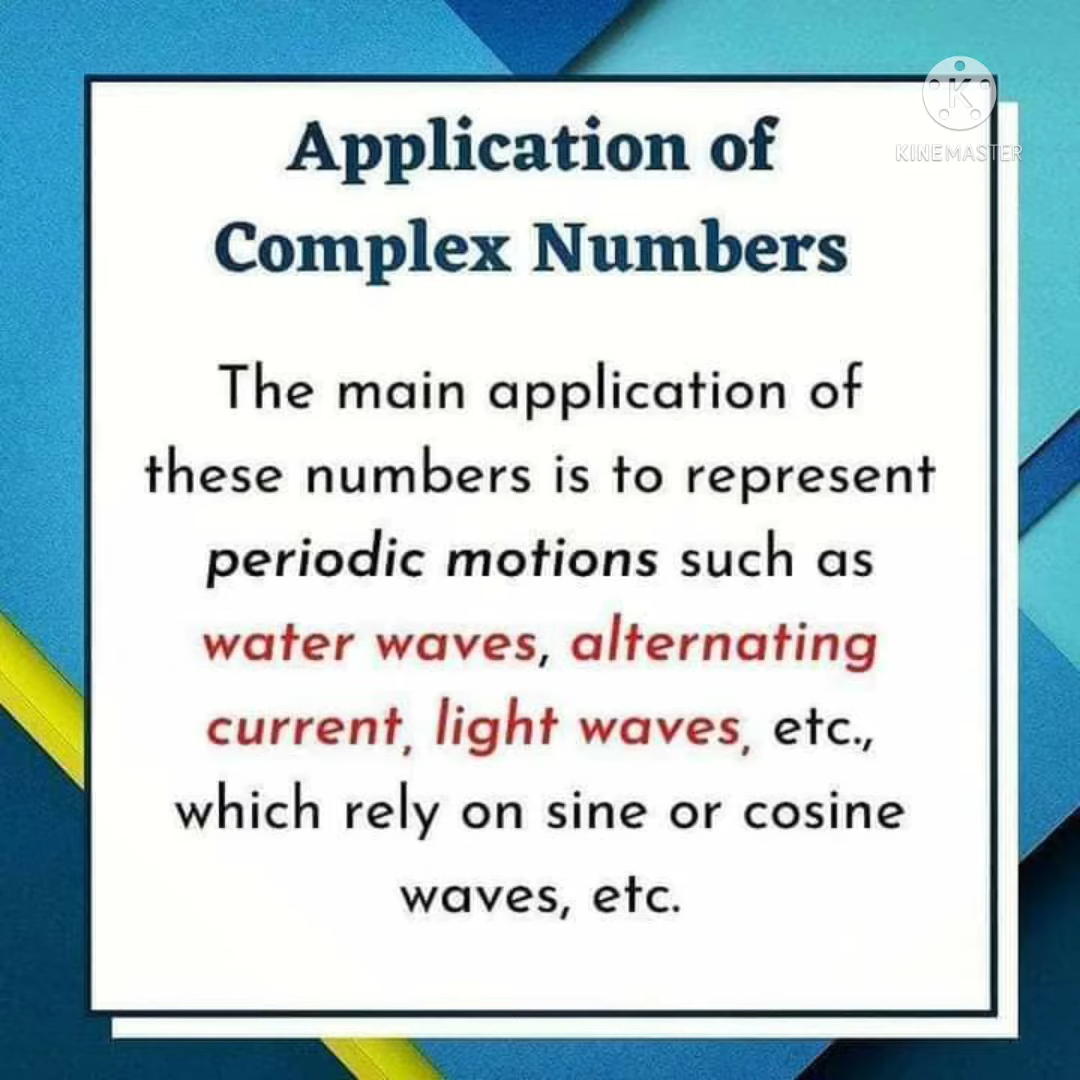 K
KINEMASTER
Application of
Complex Numbers
The main application of
these numbers is to represent
periodic motions such as
water waves, alternating
current, light waves, etc.,
which rely on sine or cosine
waves, etc.